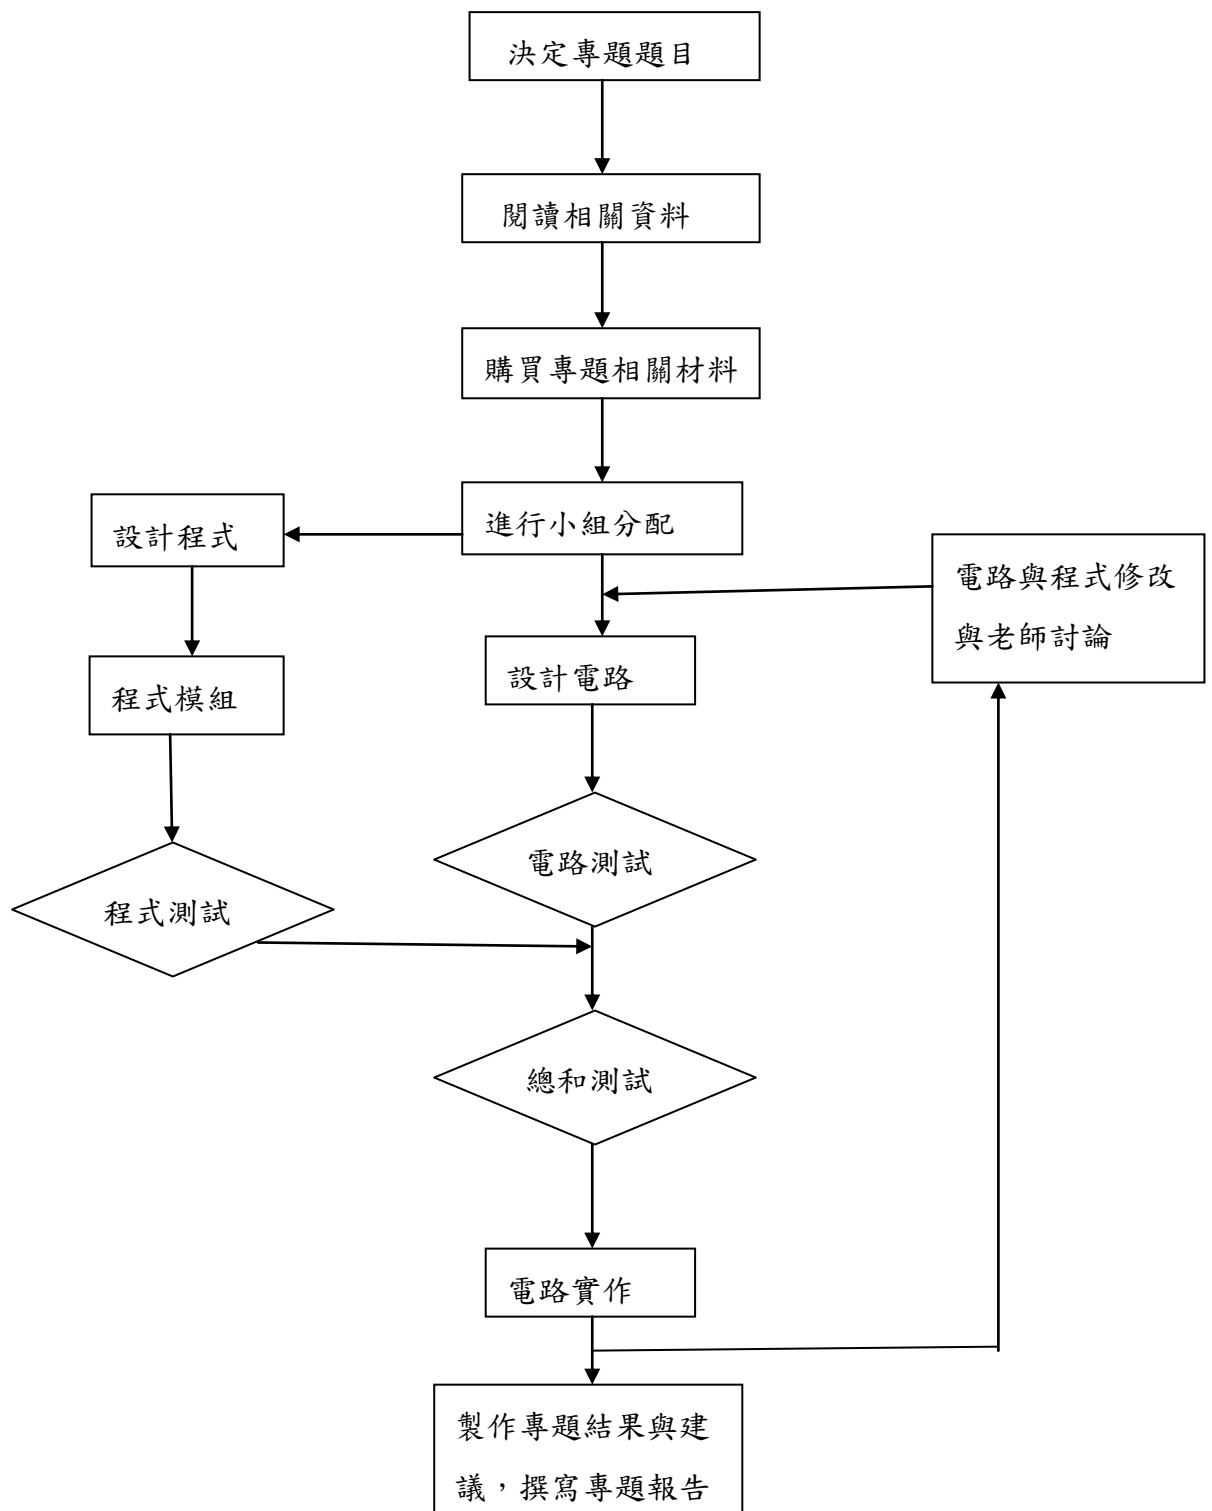 決定專題題目
閱讀相關資料
購買專題相關材料
進行小組分配
設計程式
電路與程式修改
與老師討論
設計電路
程式模組
電路測試
程式測試
總和測試
電路實作
製作專題結果與建
議，撰寫專題報告